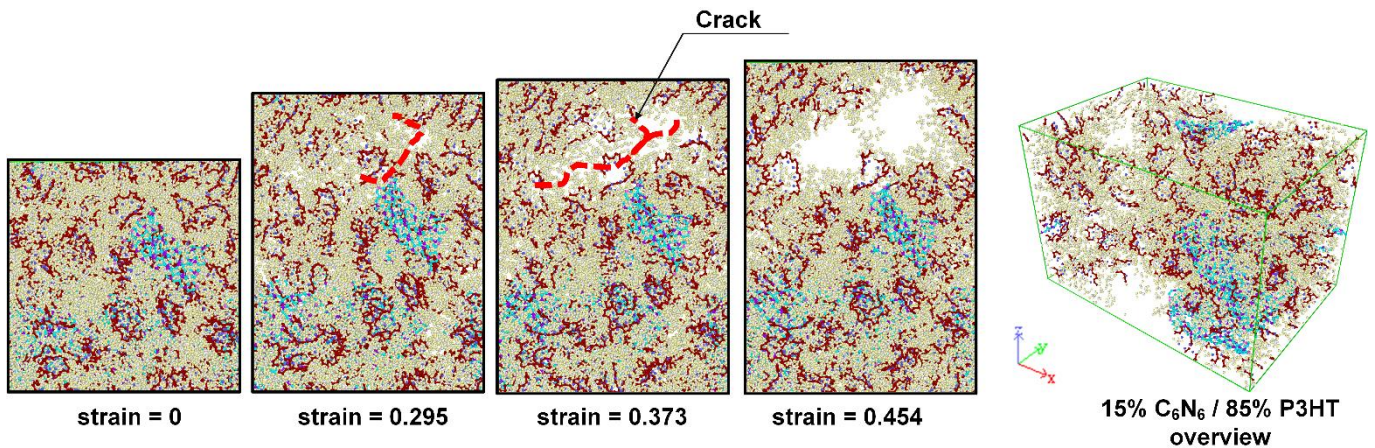 Crack
strain = 0
strain = 0.295
strain = 0.373
strain = 0.454
z
y
x
15% C₆N₆ / 85% P3HT
overview